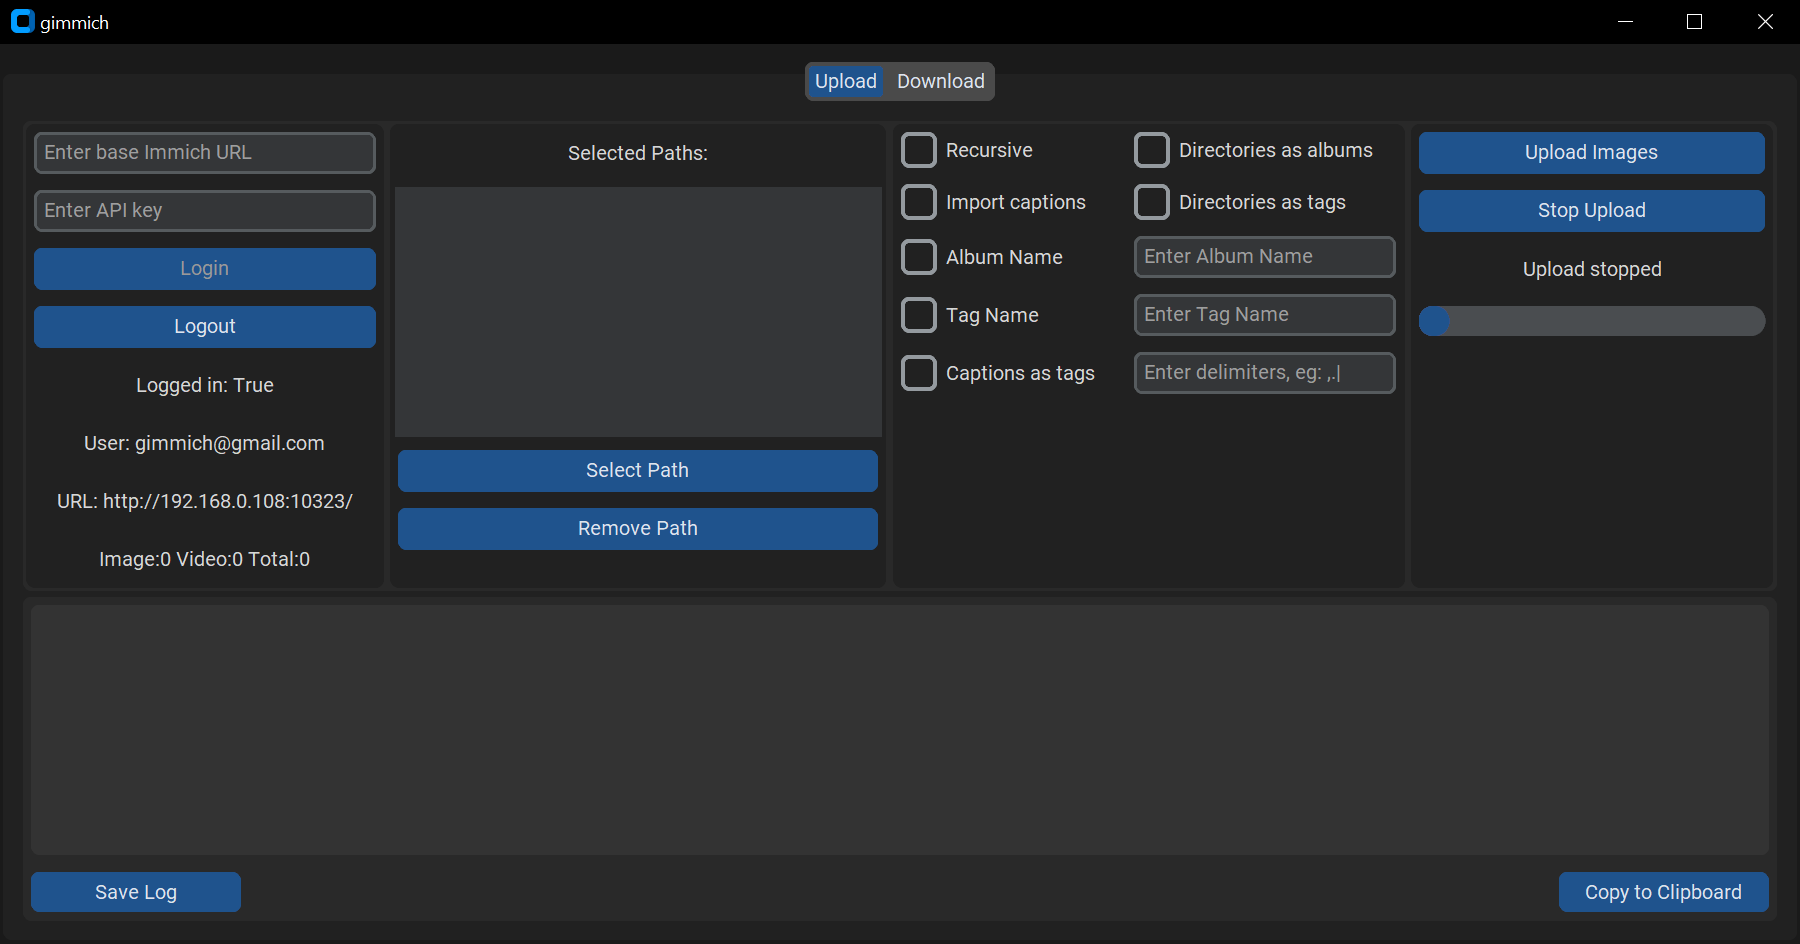 gimmich
Upload Download
Enter base Immich URL
Enter API key
Login
Logout
Logged in: True
User: gimmich@gmail.com
URL: http://192.168.0.108:10323/
Image:0 Video:0 Total:0
Selected Paths:
Select Path
Remove Path
Recursive
Directories as albums
Import captions
Directories as tags
Album Name
Enter Album Name
Tag Name
Enter Tag Name
Captions as tags
Enter delimiters, eg: ,.|
Upload Images
Stop Upload
Upload stopped
Save Log
Copy to Clipboard